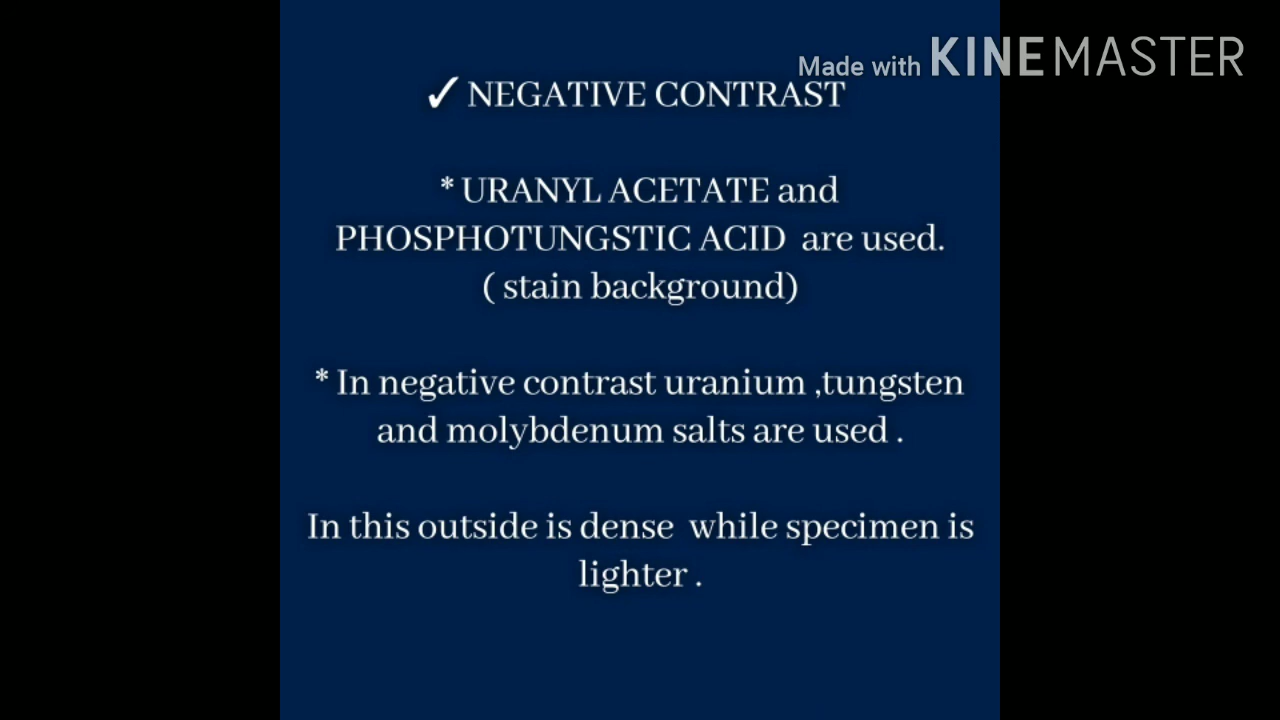 Made with KINEMASTER
✓ NEGATIVE CONTRAST
* URANYL ACETATE and
PHOSPHOTUNGSTIC ACID are used.
( stain background)
* In negative contrast uranium ,tungsten
and molybdenum salts are used .
In this outside is dense while specimen is
lighter .